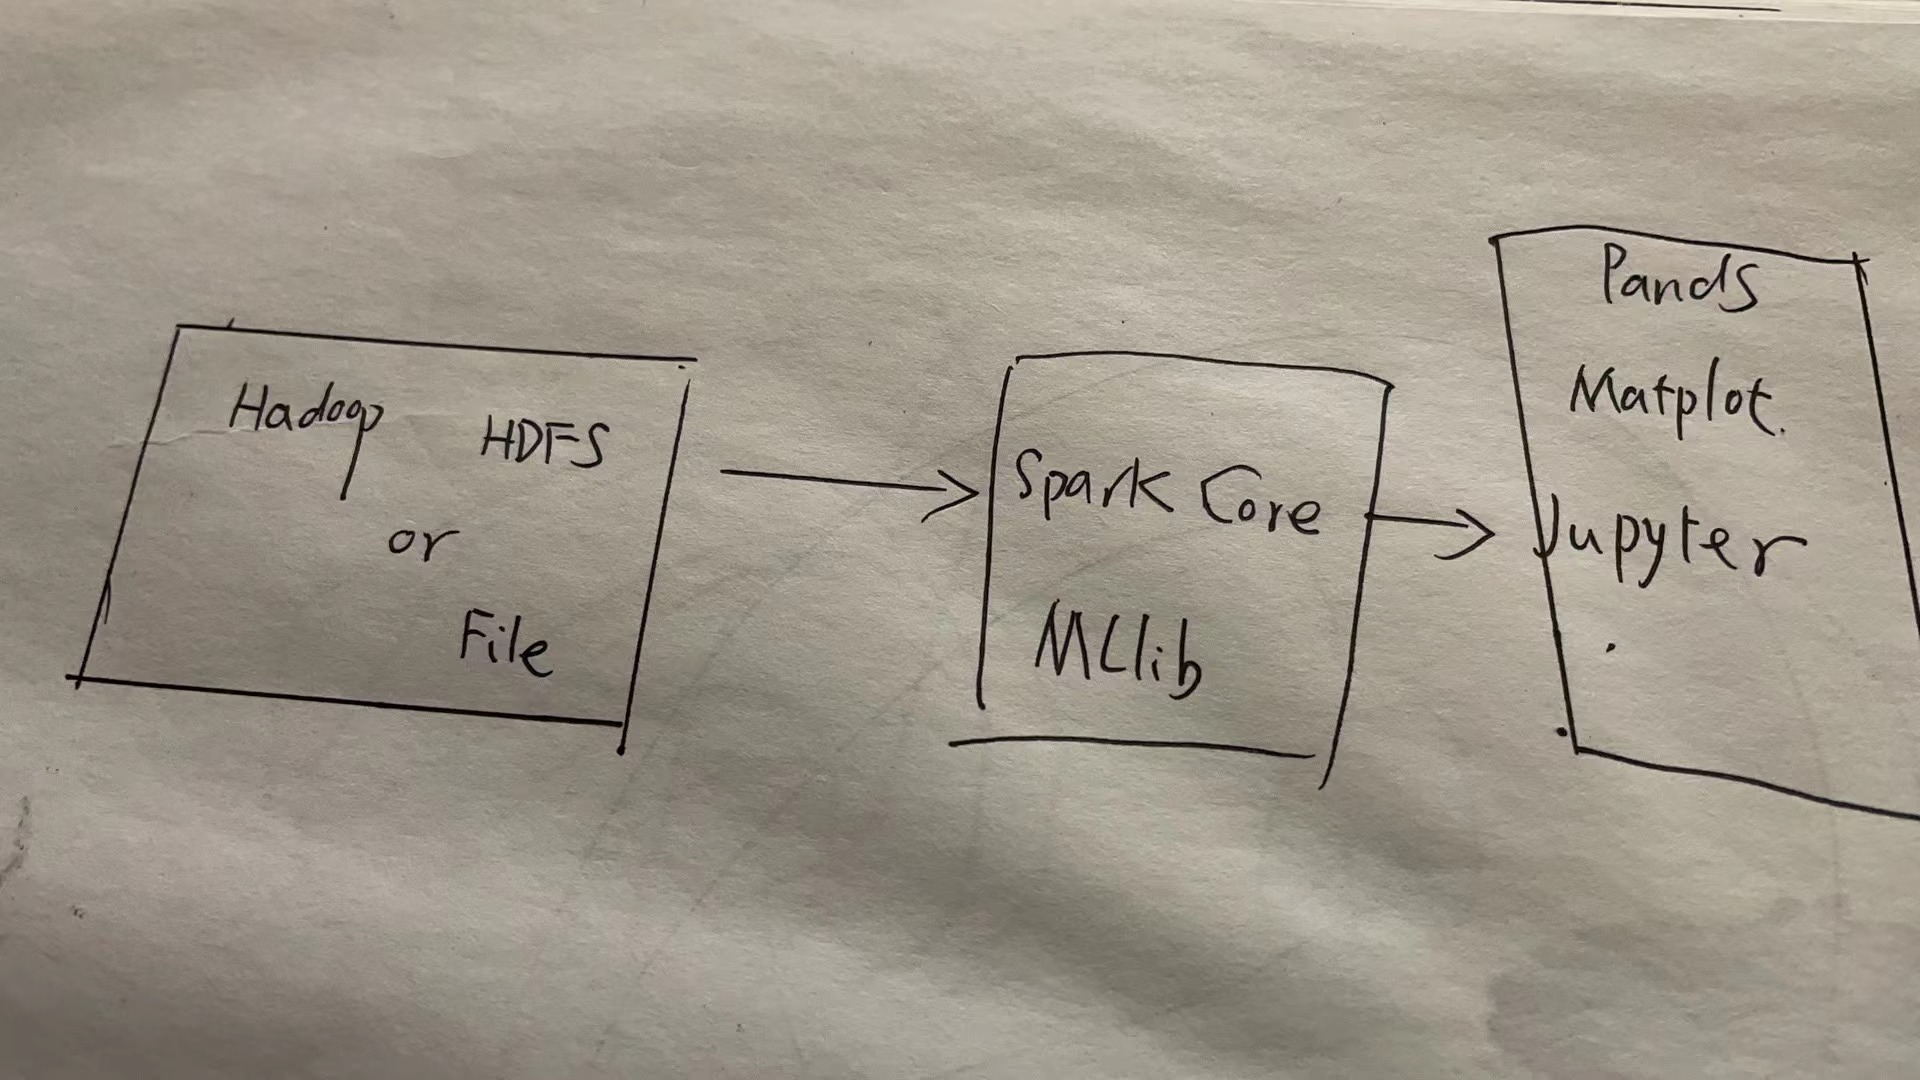 Hadoop HDFS
or
File
Spark Core
MLlib
Pands
Matplot.
Jupyter